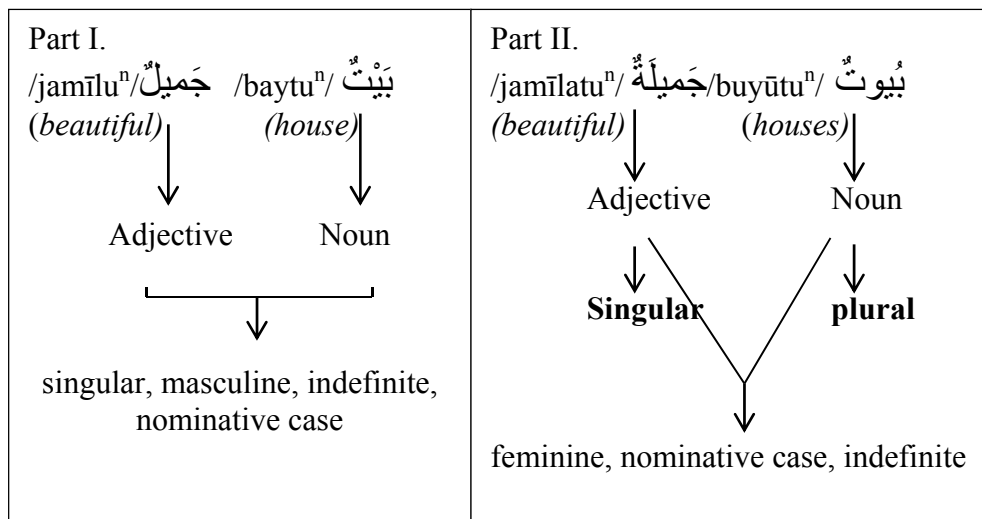 Part I.
/jamīluⁿ/جَميلٌ /baytuⁿ/ بَيْتٌ
(beautiful) (house)
Adjective Noun
singular, masculine, indefinite,
nominative case
Part II.
/jamīlatuⁿ/ جَميلَةٌ/buyūtuⁿ/ بُيوتٌ
(beautiful) (houses)
Adjective Noun
Singular plural
feminine, nominative case, indefinite